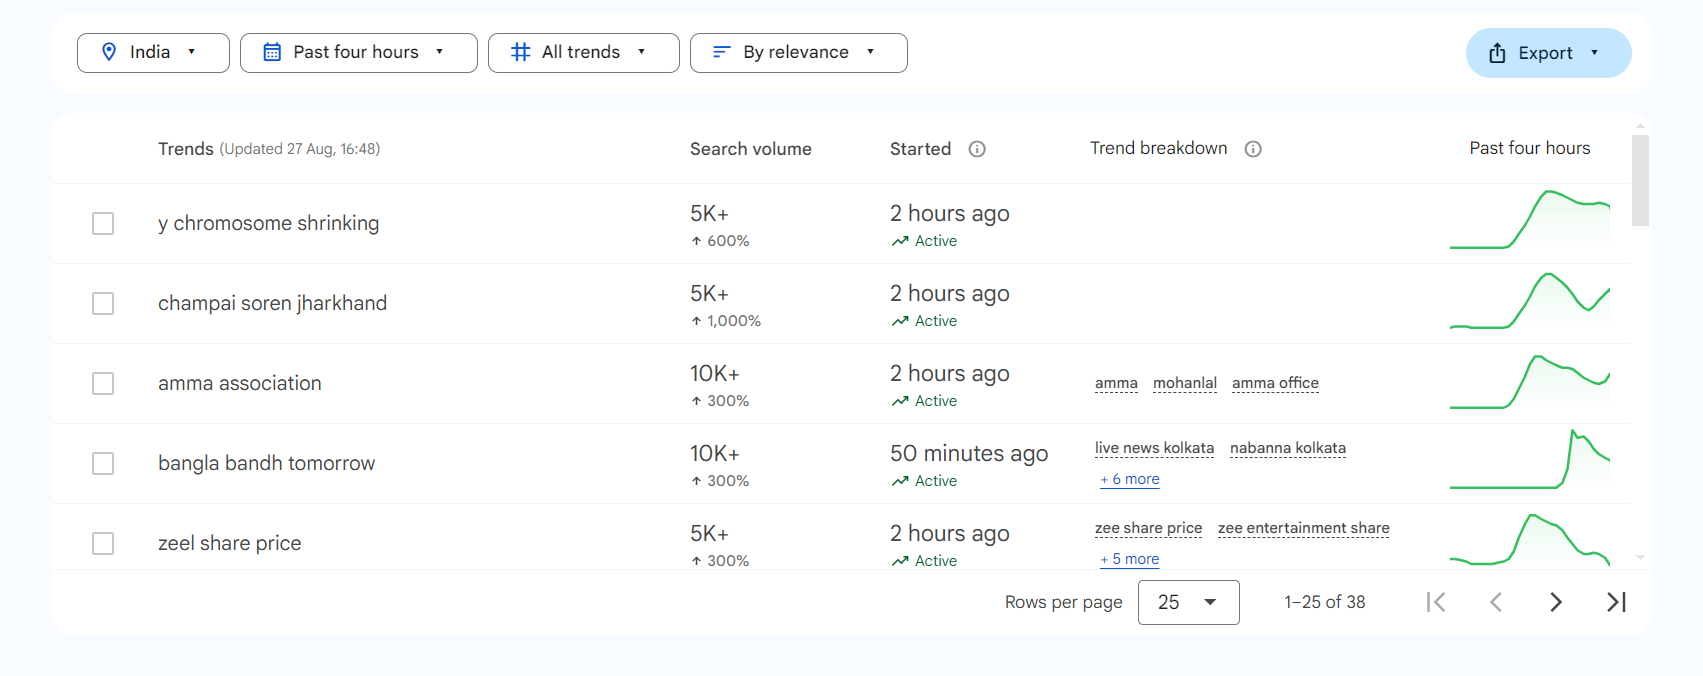 India Past four hours All trends By relevance Export
Trends (Updated 27 Aug, 16:48) Search volume Started Trend breakdown Past four hours
y chromosome shrinking 5K+ 2 hours ago
↑ 600% Active
champai soren jharkhand 5K+ 2 hours ago
↑ 1,000% Active
amma association 10K+ 2 hours ago amma mohanlal amma office
↑ 300% Active
bangla bandh tomorrow 10K+ 50 minutes ago live news kolkata nabanna kolkata
↑ 300% Active + 6 more
zeel share price 5K+ 2 hours ago zee share price zee entertainment share
↑ 300% Active + 5 more
Rows per page 25 1–25 of 38